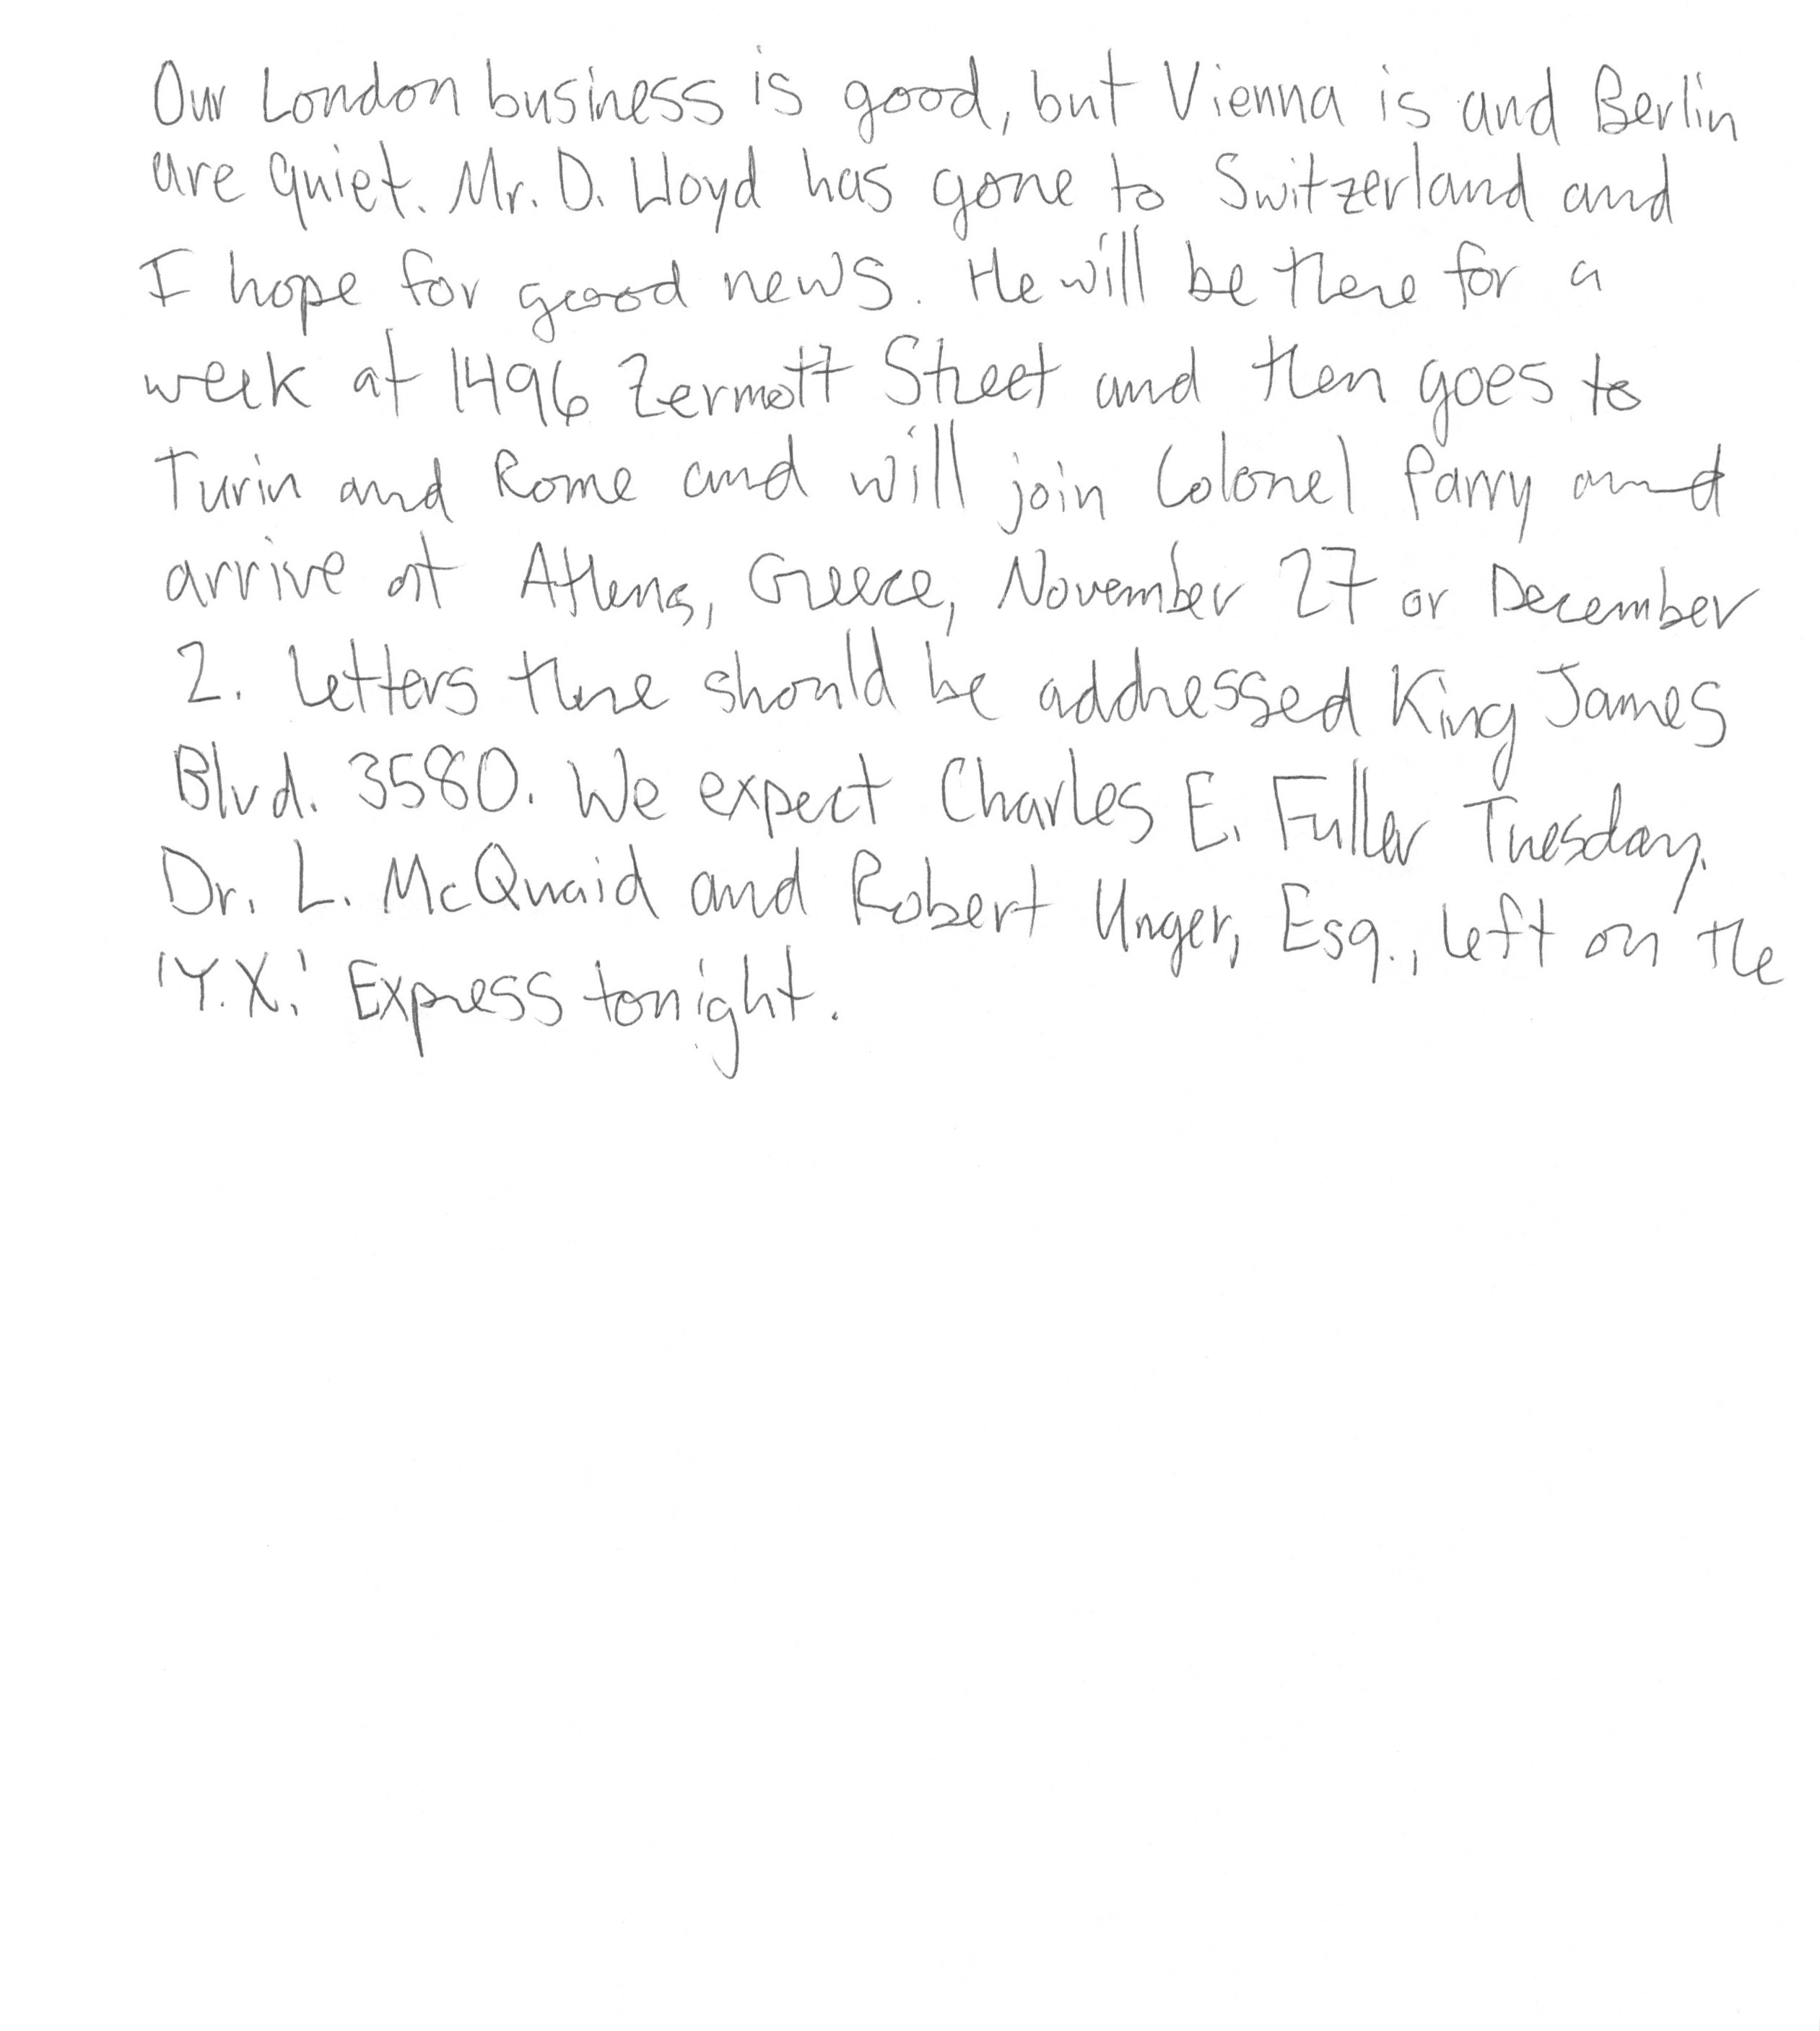 Our London business is good, but Vienna is and Berlin
are quiet. Mr. D. Lloyd has gone to Switzerland and
I hope for good news. He will be there for a
week at 1496 Zermott Street and then goes to
Turin and Rome and will join Colonel Parry and
arrive at Athens, Greece, November 27 or December
2. Letters there should be addressed King James
Blvd. 3580. We expect Charles E. Fuller Tuesday.
Dr. L. McQuaid and Robert Unger, Esq., left on the
'Y.X.' Express tonight.